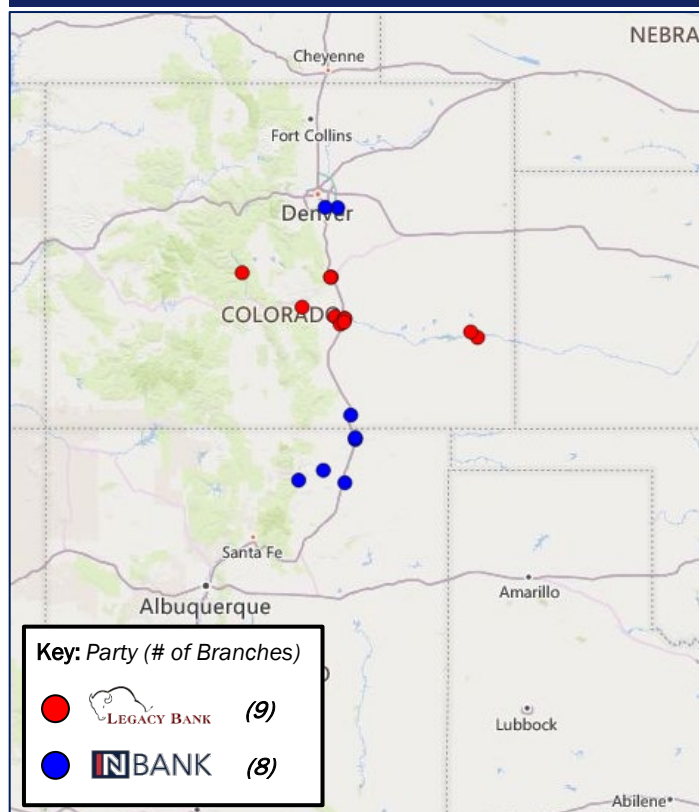 NEBRA
Cheyenne
Fort Collins
Denver
COLORADO
Santa Fe
Albuquerque
Amarillo
Lubbock
Abilene
Key: Party (# of Branches)
LEGACY BANK (9)
INBANK (8)